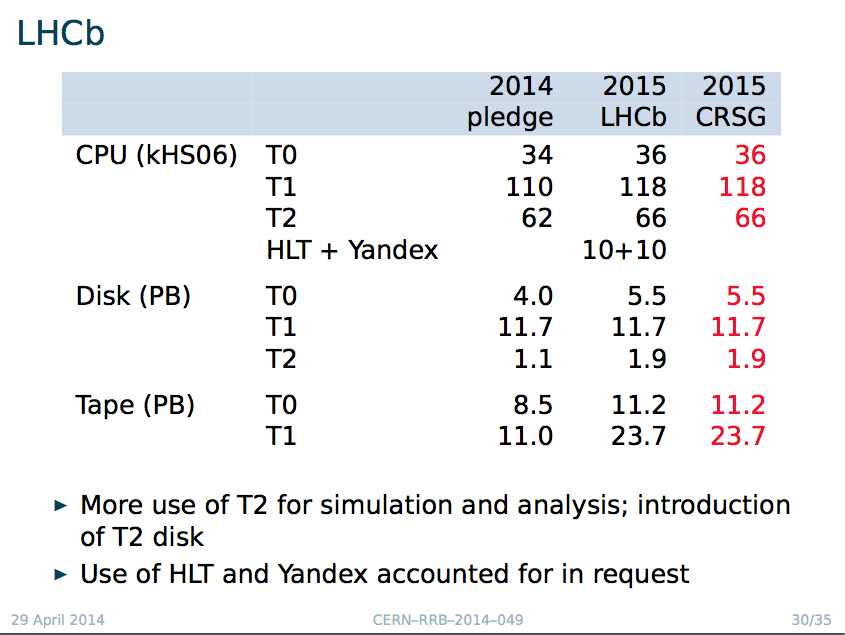 LHCb
2014 2015 2015
pledge LHCb CRSG
CPU (kHS06) T0 34 36 36
T1 110 118 118
T2 62 66 66
HLT + Yandex 10+10
Disk (PB) T0 4.0 5.5 5.5
T1 11.7 11.7 11.7
T2 1.1 1.9 1.9
Tape (PB) T0 8.5 11.2 11.2
T1 11.0 23.7 23.7
▶ More use of T2 for simulation and analysis; introduction
of T2 disk
▶ Use of HLT and Yandex accounted for in request
29 April 2014 CERN–RRB–2014–049 30/35